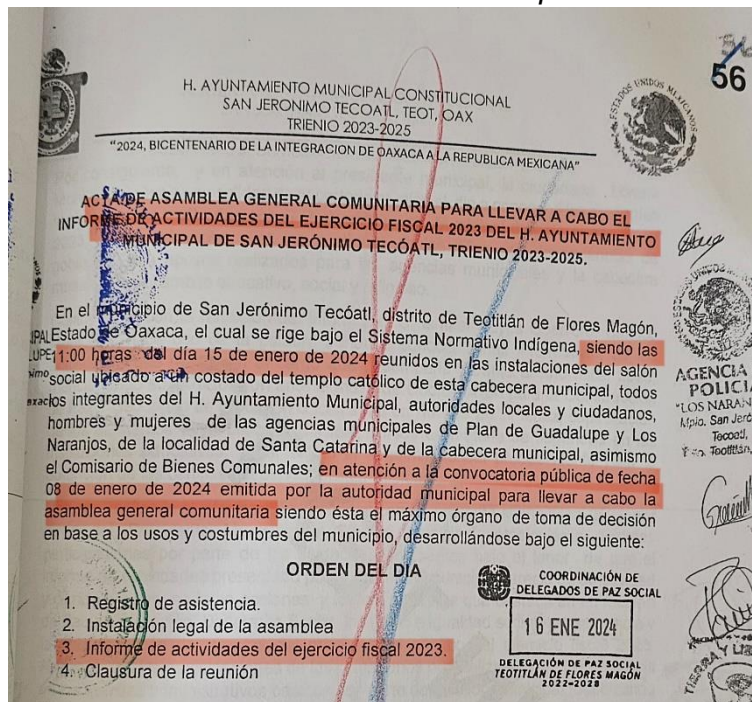 56
H. AYUNTAMIENTO MUNICIPAL CONSTITUCIONAL
SAN JERONIMO TECOATL, TEOT, OAX
TRIENIO 2023-2025
ESTADOS UNIDOS MEXICANOS
"2024, BICENTENARIO DE LA INTEGRACION DE OAXACA A LA REPUBLICA MEXICANA"
ACTA DE ASAMBLEA GENERAL COMUNITARIA PARA LLEVAR A CABO EL
INFORME DE ACTIVIDADES DEL EJERCICIO FISCAL 2023 DEL H. AYUNTAMIENTO
MUNICIPAL DE SAN JERÓNIMO TECÓATL, TRIENIO 2023-2025.
En el municipio de San Jerónimo Tecóatl, distrito de Teotitlán de Flores Magón,
Estado de Oaxaca, el cual se rige bajo el Sistema Normativo Indígena, siendo las
11:00 horas del día 15 de enero de 2024 reunidos en las instalaciones del salón
social ubicado a un costado del templo católico de esta cabecera municipal, todos
los integrantes del H. Ayuntamiento Municipal, autoridades locales y ciudadanos,
hombres y mujeres de las agencias municipales de Plan de Guadalupe y Los
Naranjos, de la localidad de Santa Catarina y de la cabecera municipal, asimismo
el Comisario de Bienes Comunales; en atención a la convocatoria pública de fecha
08 de enero de 2024 emitida por la autoridad municipal para llevar a cabo la
asamblea general comunitaria siendo ésta el máximo órgano de toma de decisión
en base a los usos y costumbres del municipio, desarrollándose bajo el siguiente:
ORDEN DEL DIA
1. Registro de asistencia.
2. Instalación legal de la asamblea
3. Informe de actividades del ejercicio fiscal 2023.
4. Clausura de la reunión
COORDINACIÓN DE
DELEGADOS DE PAZ SOCIAL
16 ENE 2024
DELEGACIÓN DE PAZ SOCIAL
TEOTITLÁN DE FLORES MAGÓN
2022-2028
AGENCIA
POLICI
"LOS NARAN
Mpio. San Jeró
Tecoatl,
Teotitlán,